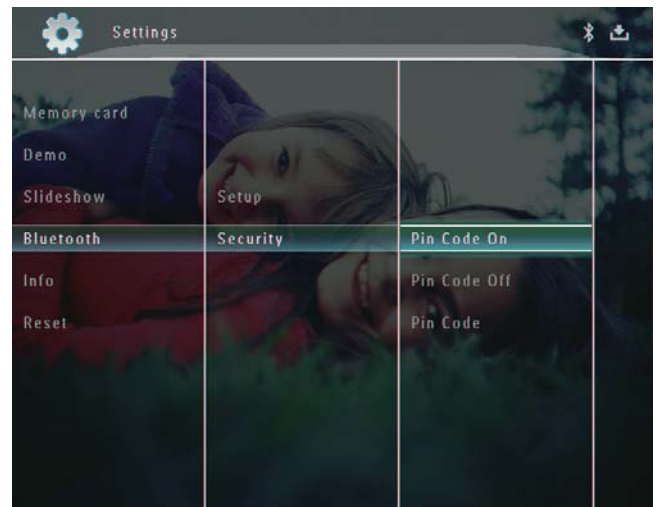 Settings
Memory card
Demo
Slideshow
Setup
Bluetooth
Security
Pin Code On
Info
Pin Code Off
Reset
Pin Code